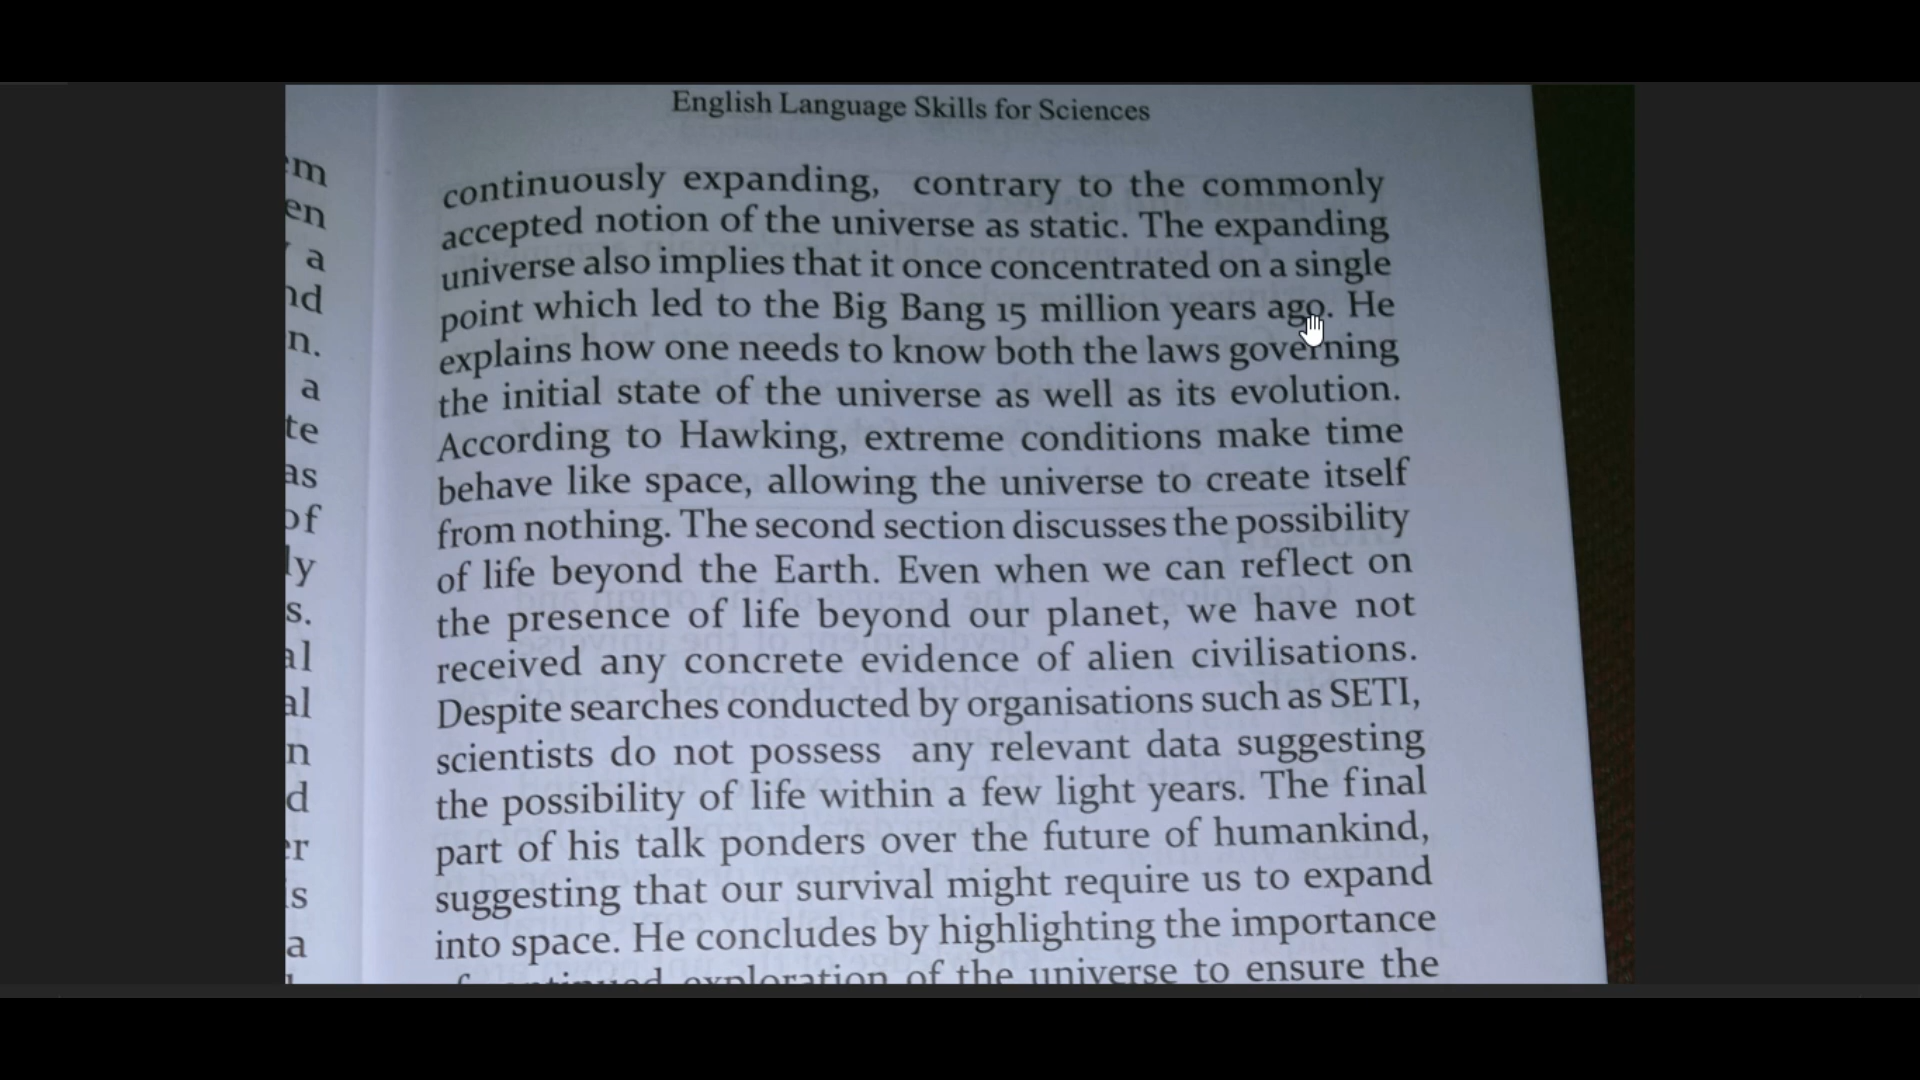 English Language Skills for Sciences
continuously expanding, contrary to the commonly
accepted notion of the universe as static. The expanding
universe also implies that it once concentrated on a single
point which led to the Big Bang 15 million years ago. He
explains how one needs to know both the laws governing
the initial state of the universe as well as its evolution.
According to Hawking, extreme conditions make time
behave like space, allowing the universe to create itself
from nothing. The second section discusses the possibility
of life beyond the Earth. Even when we can reflect on
the presence of life beyond our planet, we have not
received any concrete evidence of alien civilisations.
Despite searches conducted by organisations such as SETI,
scientists do not possess any relevant data suggesting
the possibility of life within a few light years. The final
part of his talk ponders over the future of humankind,
suggesting that our survival might require us to expand
into space. He concludes by highlighting the importance
exploration of the universe to ensure the